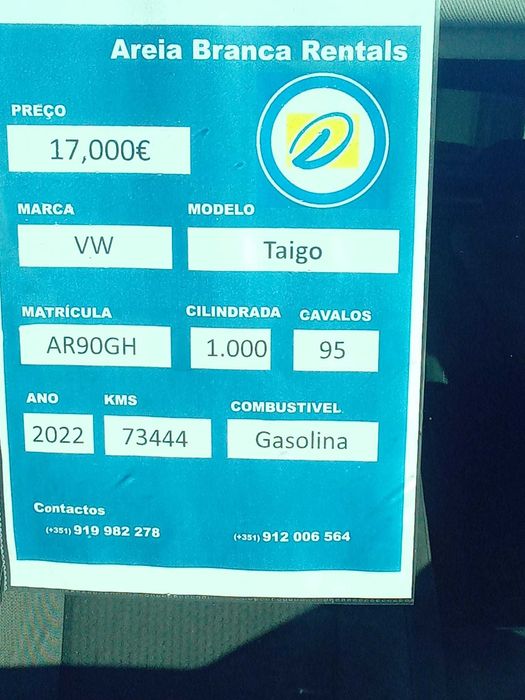 Areia Branca Rentals
PREÇO
17,000€
MARCA MODELO
VW Taigo
MATRÍCULA CILINDRADA CAVALOS
AR90GH 1.000 95
ANO KMS COMBUSTIVEL
2022 73444 Gasolina
Contactos
(+351) 919 982 278 (+351) 912 006 564